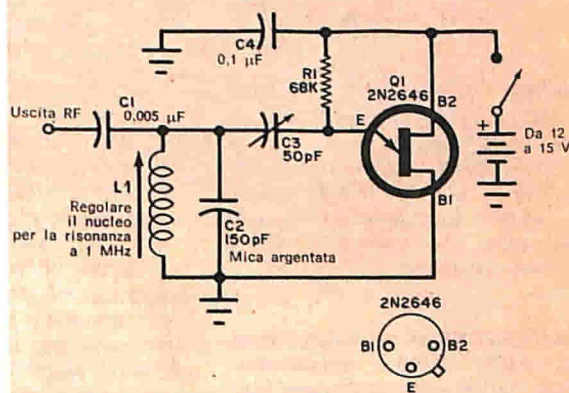 C4
0,1 µF
R1
68K
Q1
2N2646
B2
E
B1
Uscita RF
C1
0,005 µF
C3
50pF
+
Da 12
a 15 V
L1
Regolare
il nucleo
per la risonanza
a 1 MHz
C2
150pF
Mica argentata
2N2646
B1
B2
E